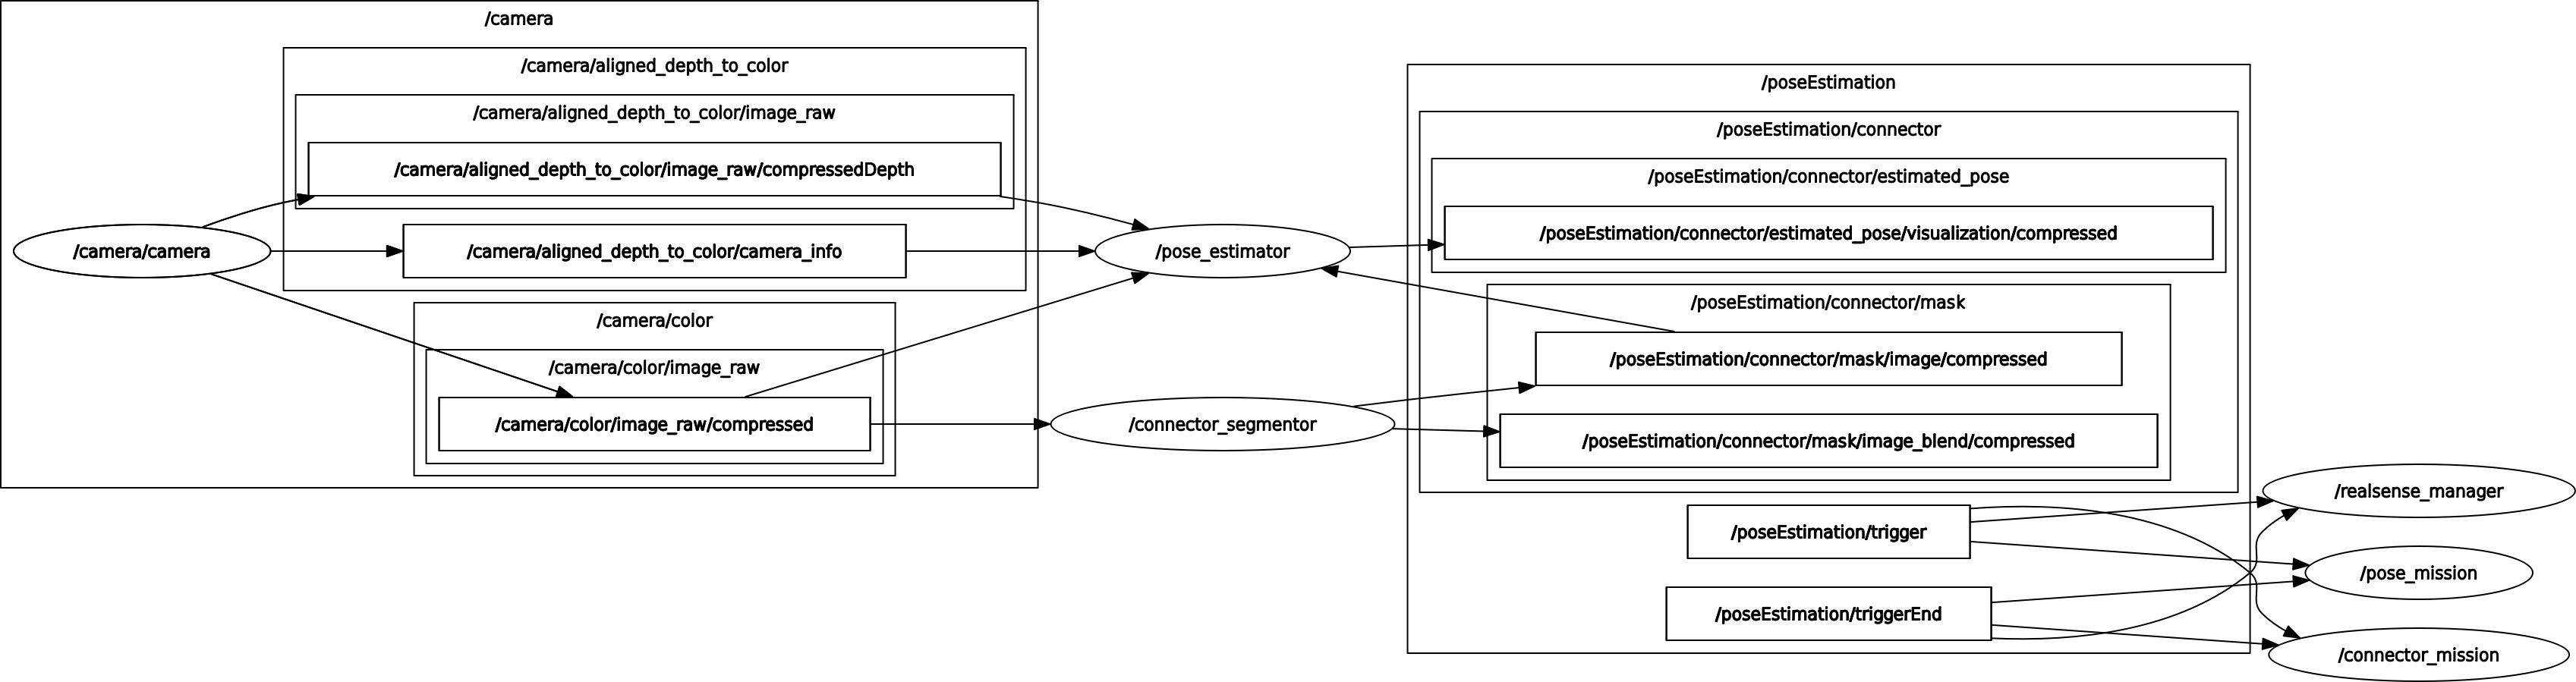 /camera
/camera/aligned_depth_to_color
/camera/aligned_depth_to_color/image_raw
/camera/aligned_depth_to_color/image_raw/compressedDepth
/camera/camera
/camera/aligned_depth_to_color/camera_info
/camera/color
/camera/color/image_raw
/camera/color/image_raw/compressed
/pose_estimator
/connector_segmentor
/poseEstimation
/poseEstimation/connector
/poseEstimation/connector/estimated_pose
/poseEstimation/connector/estimated_pose/visualization/compressed
/poseEstimation/connector/mask
/poseEstimation/connector/mask/image/compressed
/poseEstimation/connector/mask/image_blend/compressed
/poseEstimation/trigger
/poseEstimation/triggerEnd
/realsense_manager
/pose_mission
/connector_mission